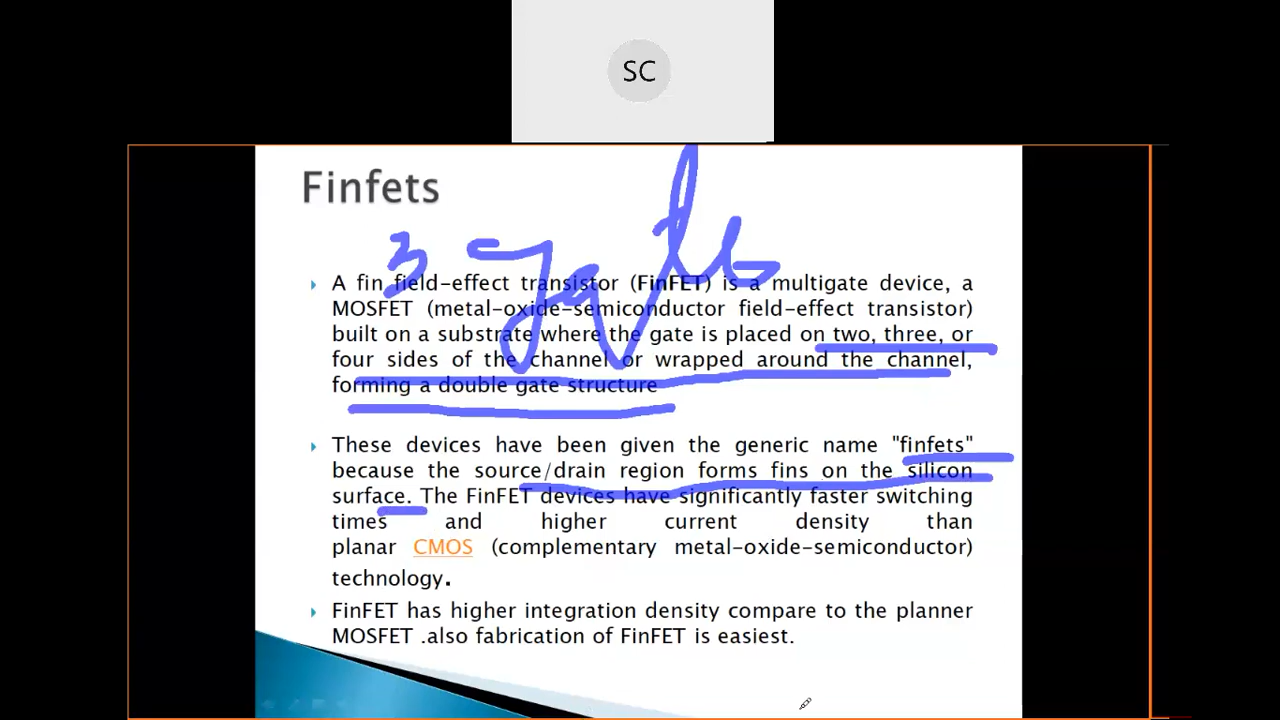 SC
Finfets
3 gate
A fin field-effect transistor (FinFET) is a multigate device, a
MOSFET (metal-oxide-semiconductor field-effect transistor)
built on a substrate where the gate is placed on two, three, or
four sides of the channel or wrapped around the channel,
forming a double gate structure
These devices have been given the generic name "finfets"
because the source/drain region forms fins on the silicon
surface. The FinFET devices have significantly faster switching
times and higher current density than
planar CMOS (complementary metal-oxide-semiconductor)
technology.
FinFET has higher integration density compare to the planner
MOSFET .also fabrication of FinFET is easiest.